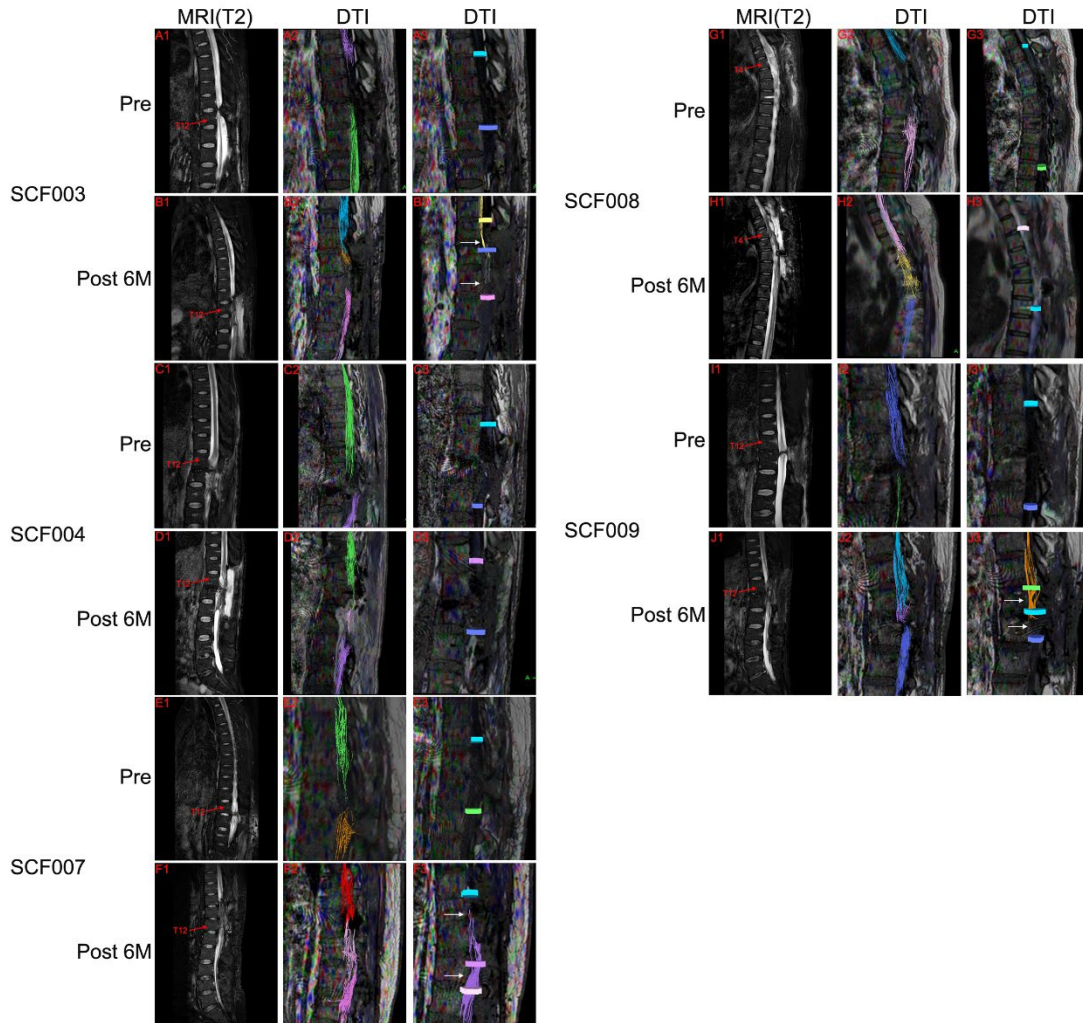 MRI(T2) DTI DTI
A1 A2 A3
T12
Pre
SCF003
B1 B2 B3
T12
Post 6M
C1 C2 C3
T12
Pre
SCF004
D1 D2 D3
T12
Post 6M
E1 E2 E3
T12
Pre
SCF007
F1 F2 F3
T12
Post 6M
MRI(T2) DTI DTI
G1 G2 G3
T4
Pre
SCF008
H1 H2 H3
T4
Post 6M
I1 I2 J3
T12
Pre
SCF009
J1 J2 J3
T12
Post 6M